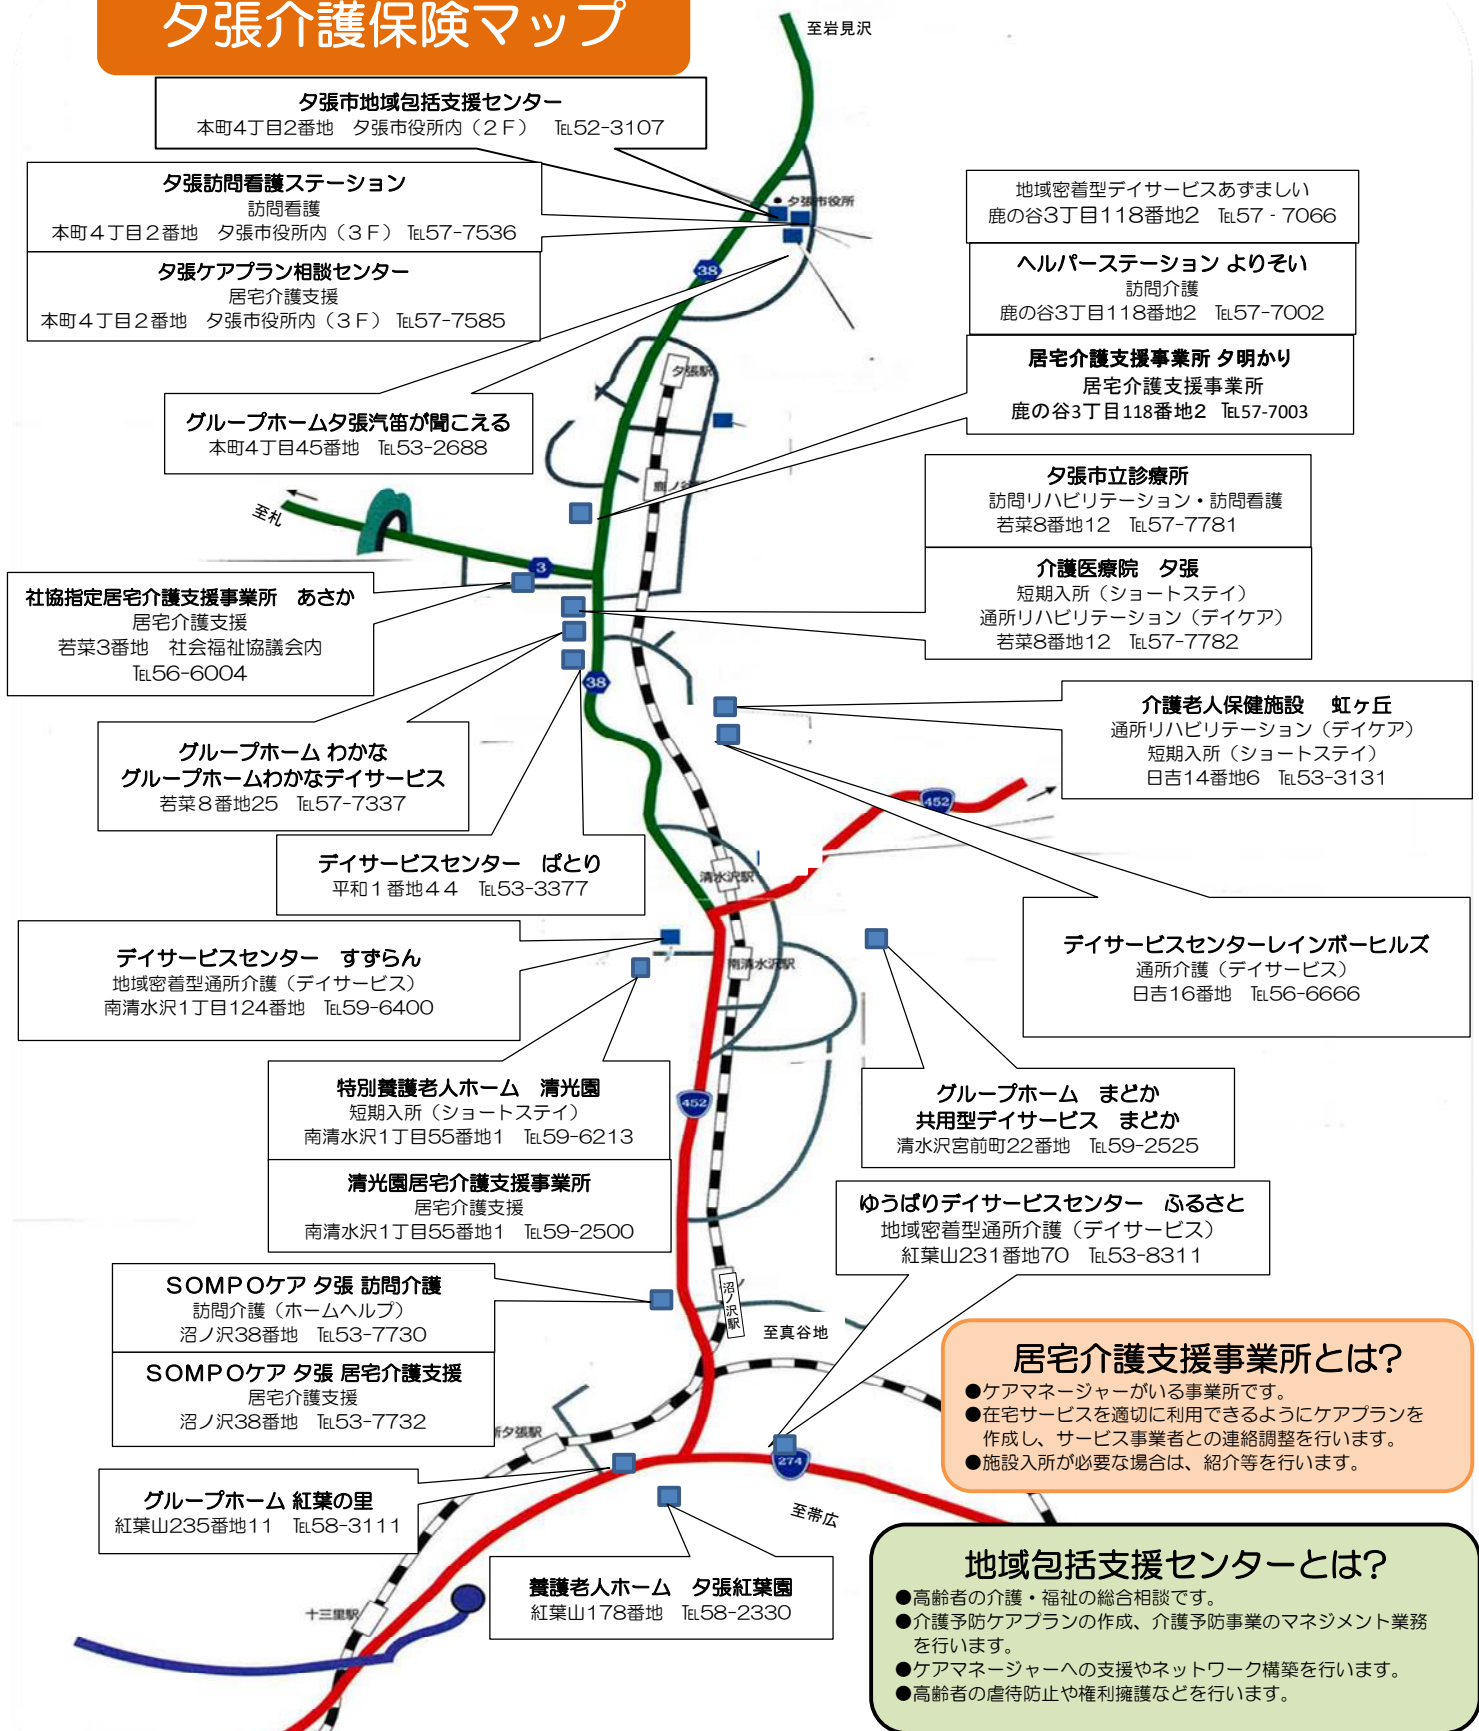 夕張介護保険マップ
至岩見沢
夕張市地域包括支援センター
本町4丁目2番地　夕張市役所内（2F）　℡52-3107
夕張訪問看護ステーション
訪問看護
本町4丁目2番地　夕張市役所内（3F）　℡57-7536
夕張ケアプラン相談センター
居宅介護支援
本町4丁目2番地　夕張市役所内（3F）　℡57-7585
夕張市役所
38
地域密着型デイサービスあずましい
鹿の谷3丁目118番地2　℡57‐7066
ヘルパーステーション よりそい
訪問介護
鹿の谷3丁目118番地2　℡57-7002
居宅介護支援事業所 夕明かり
居宅介護支援事業所
鹿の谷3丁目118番地2　℡57-7003
夕張駅
グループホーム夕張汽笛が聞こえる
本町4丁目45番地　℡53-2688
鹿ノ谷
至札
3
夕張市立診療所
訪問リハビリテーション・訪問看護
若菜8番地12　℡57-7781
介護医療院　夕張
短期入所（ショートステイ）
通所リハビリテーション（デイケア）
若菜8番地12　℡57-7782
社協指定居宅介護支援事業所　あさか
居宅介護支援
若菜3番地　社会福祉協議会内
℡56-6004
38
グループホーム わかな
グループホームわかなデイサービス
若菜8番地25　℡57-7337
介護老人保健施設　虹ヶ丘
通所リハビリテーション（デイケア）
短期入所（ショートステイ）
日吉14番地6　℡53-3131
452
デイサービスセンター　ぱとり
平和1番地44　℡53-3377
清水沢駅
デイサービスセンター　すずらん
地域密着型通所介護（デイサービス）
南清水沢1丁目124番地　℡59-6400
南清水沢駅
デイサービスセンターレインボーヒルズ
通所介護（デイサービス）
日吉16番地　℡56-6666
特別養護老人ホーム　清光園
短期入所（ショートステイ）
南清水沢1丁目55番地1　℡59-6213
清光園居宅介護支援事業所
居宅介護支援
南清水沢1丁目55番地1　℡59-2500
452
グループホーム　まどか
共用型デイサービス　まどか
清水沢宮前町22番地　℡59-2525
ゆうばりデイサービスセンター　ふるさと
地域密着型通所介護（デイサービス）
紅葉山231番地70　℡53-8311
SOMPOケア 夕張 訪問介護
訪問介護（ホームヘルプ）
沼ノ沢38番地　℡53-7730
SOMPOケア 夕張 居宅介護支援
居宅介護支援
沼ノ沢38番地　℡53-7732
沼ノ沢駅
至真谷地
夕張駅
グループホーム 紅葉の里
紅葉山235番地11　℡58-3111
274
至帯広
養護老人ホーム　夕張紅葉園
紅葉山178番地　℡58-2330
十三里駅
居宅介護支援事業所とは?
●ケアマネージャーがいる事業所です。
●在宅サービスを適切に利用できるようにケアプランを
作成し、サービス事業者との連絡調整を行います。
●施設入所が必要な場合は、紹介等を行います。
地域包括支援センターとは?
●高齢者の介護・福祉の総合相談です。
●介護予防ケアプランの作成、介護予防事業のマネジメント業務
を行います。
●ケアマネージャーへの支援やネットワーク構築を行います。
●高齢者の虐待防止や権利擁護などを行います。